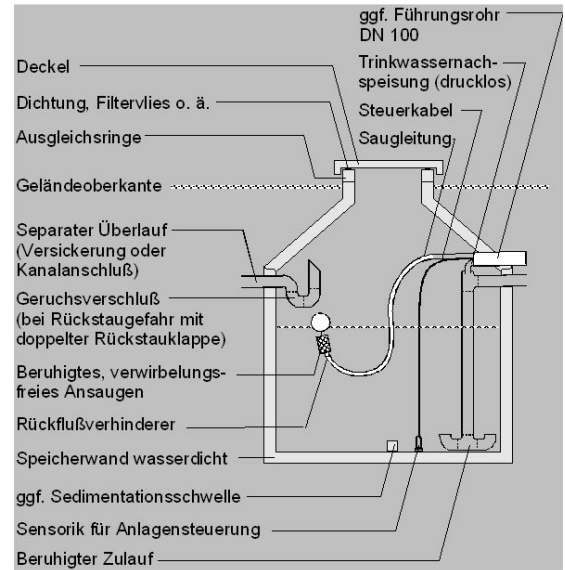 ggf. Führungsrohr
DN 100
Trinkwassernach-
speisung (drucklos)
Steuerkabel
Saugleitung
Deckel
Dichtung, Filtervlies o. ä.
Ausgleichsringe
Geländeoberkante
Separater Überlauf
(Versickerung oder
Kanalanschluß)
Geruchsverschluß
(bei Rückstaugefahr mit
doppelter Rückstauklappe)
Beruhigtes, verwirbelungs-
freies Ansaugen
Rückflußverhinderer
Speicherwand wasserdicht
ggf. Sedimentationsschwelle
Sensorik für Anlagensteuerung
Beruhigter Zulauf